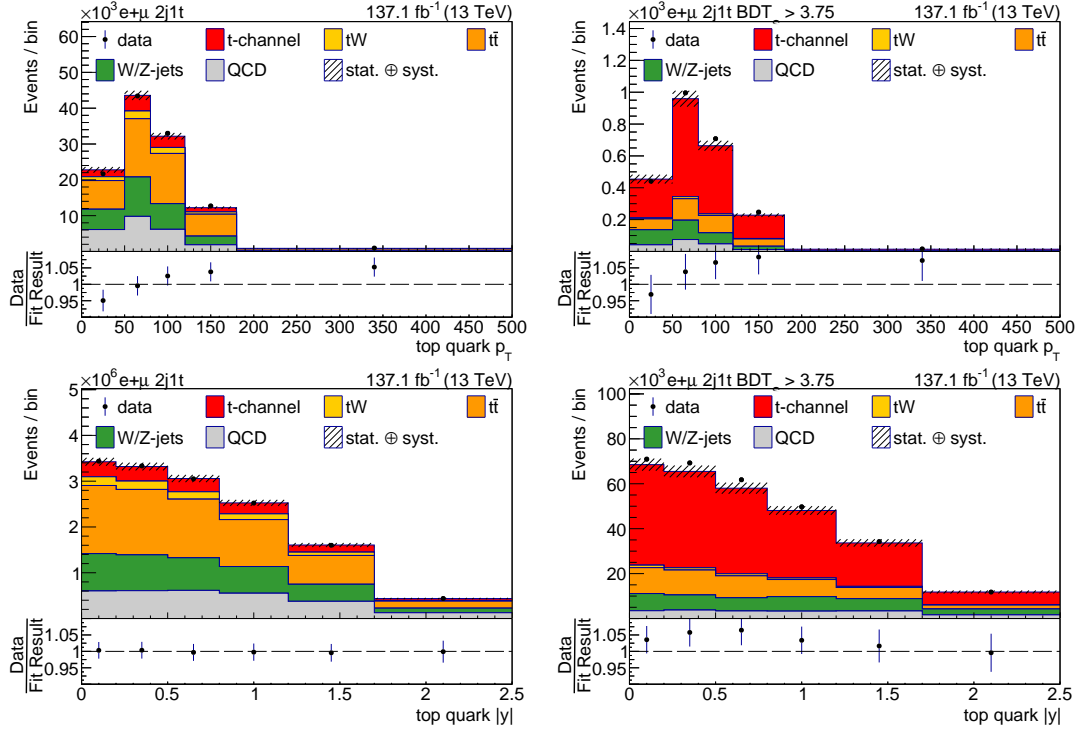 ×10³ e+μ 2j1t 137.1 fb⁻¹ (13 TeV)
Events / bin
60
50
40
30
20
10
data t-channel tW tt̄
W/Z-jets QCD stat. ⊕ syst.
Data
Fit Result
1.05
1
0.95
0 50 100 150 200 250 300 350 400 450 500
top quark p_T
×10³ e+μ 2j1t BDT > 3.75 137.1 fb⁻¹ (13 TeV)
Events / bin
1.4
1.2
1
0.8
0.6
0.4
0.2
data t-channel tW tt̄
W/Z-jets QCD stat. ⊕ syst.
Data
Fit Result
1.05
1
0.95
0 50 100 150 200 250 300 350 400 450 500
top quark p_T
×10⁶ e+μ 2j1t 137.1 fb⁻¹ (13 TeV)
Events / bin
5
4
3
2
1
data t-channel tW tt̄
W/Z-jets QCD stat. ⊕ syst.
Data
Fit Result
1.05
1
0.95
0 0.5 1 1.5 2 2.5
top quark |y|
×10³ e+μ 2j1t BDT > 3.75 137.1 fb⁻¹ (13 TeV)
Events / bin
100
80
60
40
20
data t-channel tW tt̄
W/Z-jets QCD stat. ⊕ syst.
Data
Fit Result
1.05
1
0.95
0 0.5 1 1.5 2 2.5
top quark |y|